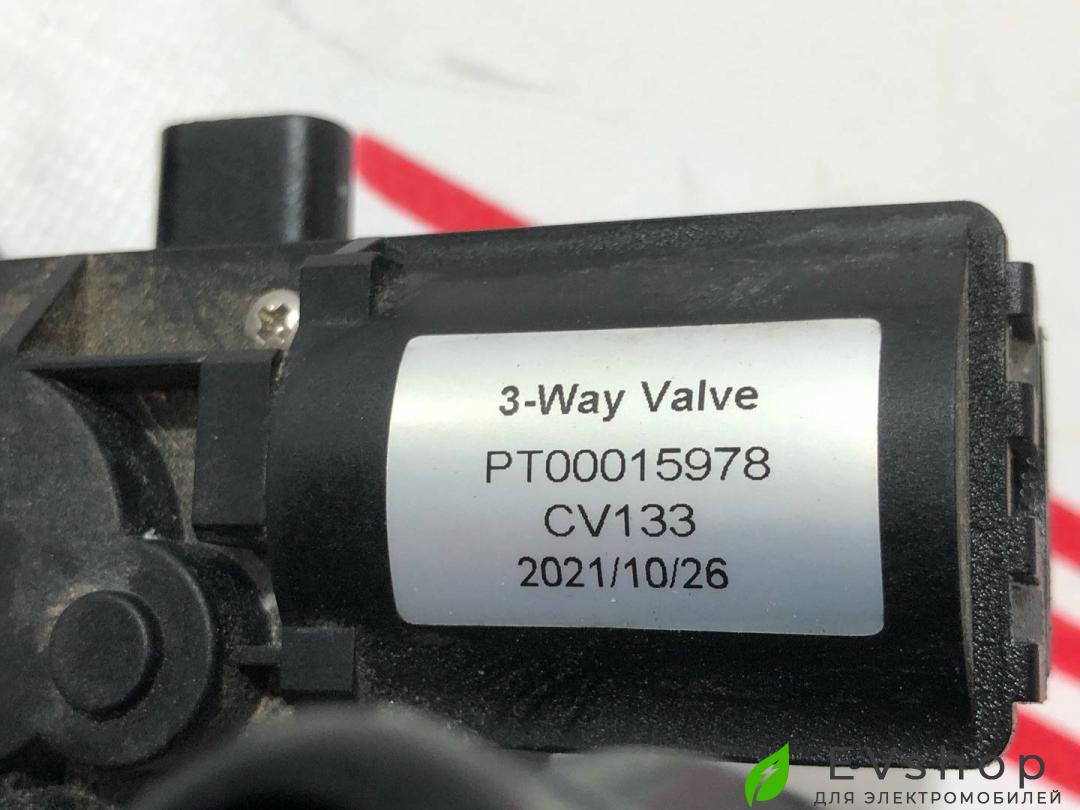 3-Way Valve
PT00015978
CV133
2021/10/26
EVshop
ДЛЯ ЭЛЕКТРОМОБИЛЕЙ